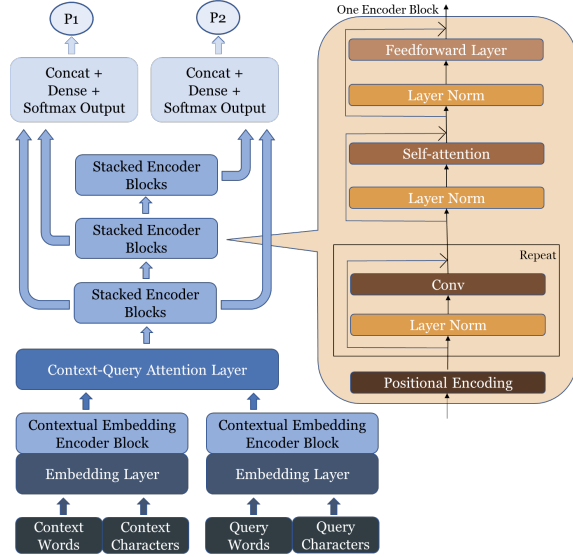 P1
P2
Concat +
Dense +
Softmax Output
Concat +
Dense +
Softmax Output
Stacked Encoder
Blocks
Stacked Encoder
Blocks
Stacked Encoder
Blocks
Context-Query Attention Layer
Contextual Embedding
Encoder Block
Contextual Embedding
Encoder Block
Embedding Layer
Embedding Layer
Context
Words
Context
Characters
Query
Words
Query
Characters
One Encoder Block
Feedforward Layer
Layer Norm
Self-attention
Layer Norm
Repeat
Conv
Layer Norm
Positional Encoding